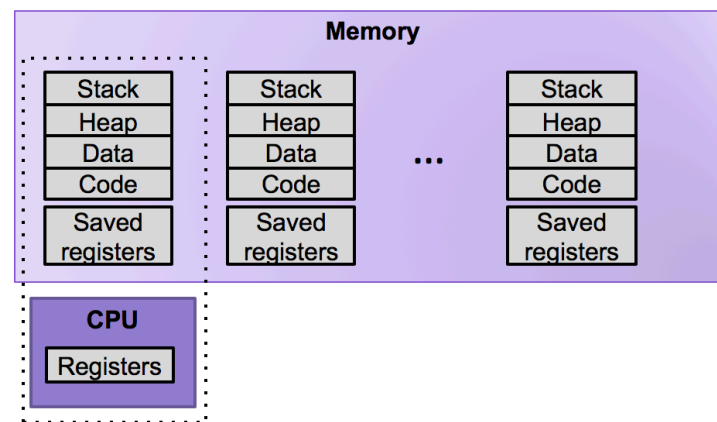 Memory
Stack
Heap
Data
Code
Saved
registers
Stack
Heap
Data
Code
Saved
registers
...
Stack
Heap
Data
Code
Saved
registers
CPU
Registers